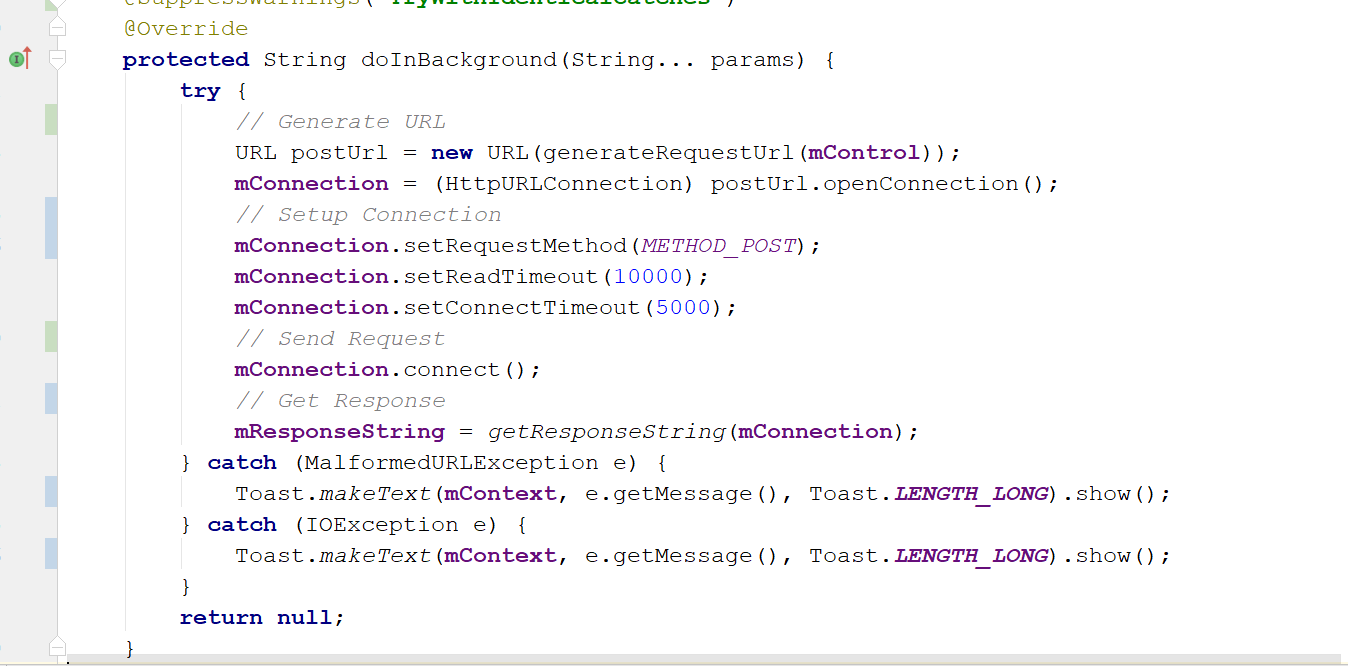 @SuppressWarnings("TryWithIdenticalCatches")
@Override
protected String doInBackground(String... params) {
try {
// Generate URL
URL postUrl = new URL(generateRequestUrl(mControl));
mConnection = (HttpURLConnection) postUrl.openConnection();
// Setup Connection
mConnection.setRequestMethod(METHOD_POST);
mConnection.setReadTimeout(10000);
mConnection.setConnectTimeout(5000);
// Send Request
mConnection.connect();
// Get Response
mResponseString = getResponseString(mConnection);
} catch (MalformedURLException e) {
Toast.makeText(mContext, e.getMessage(), Toast.LENGTH_LONG).show();
} catch (IOException e) {
Toast.makeText(mContext, e.getMessage(), Toast.LENGTH_LONG).show();
}
return null;
}